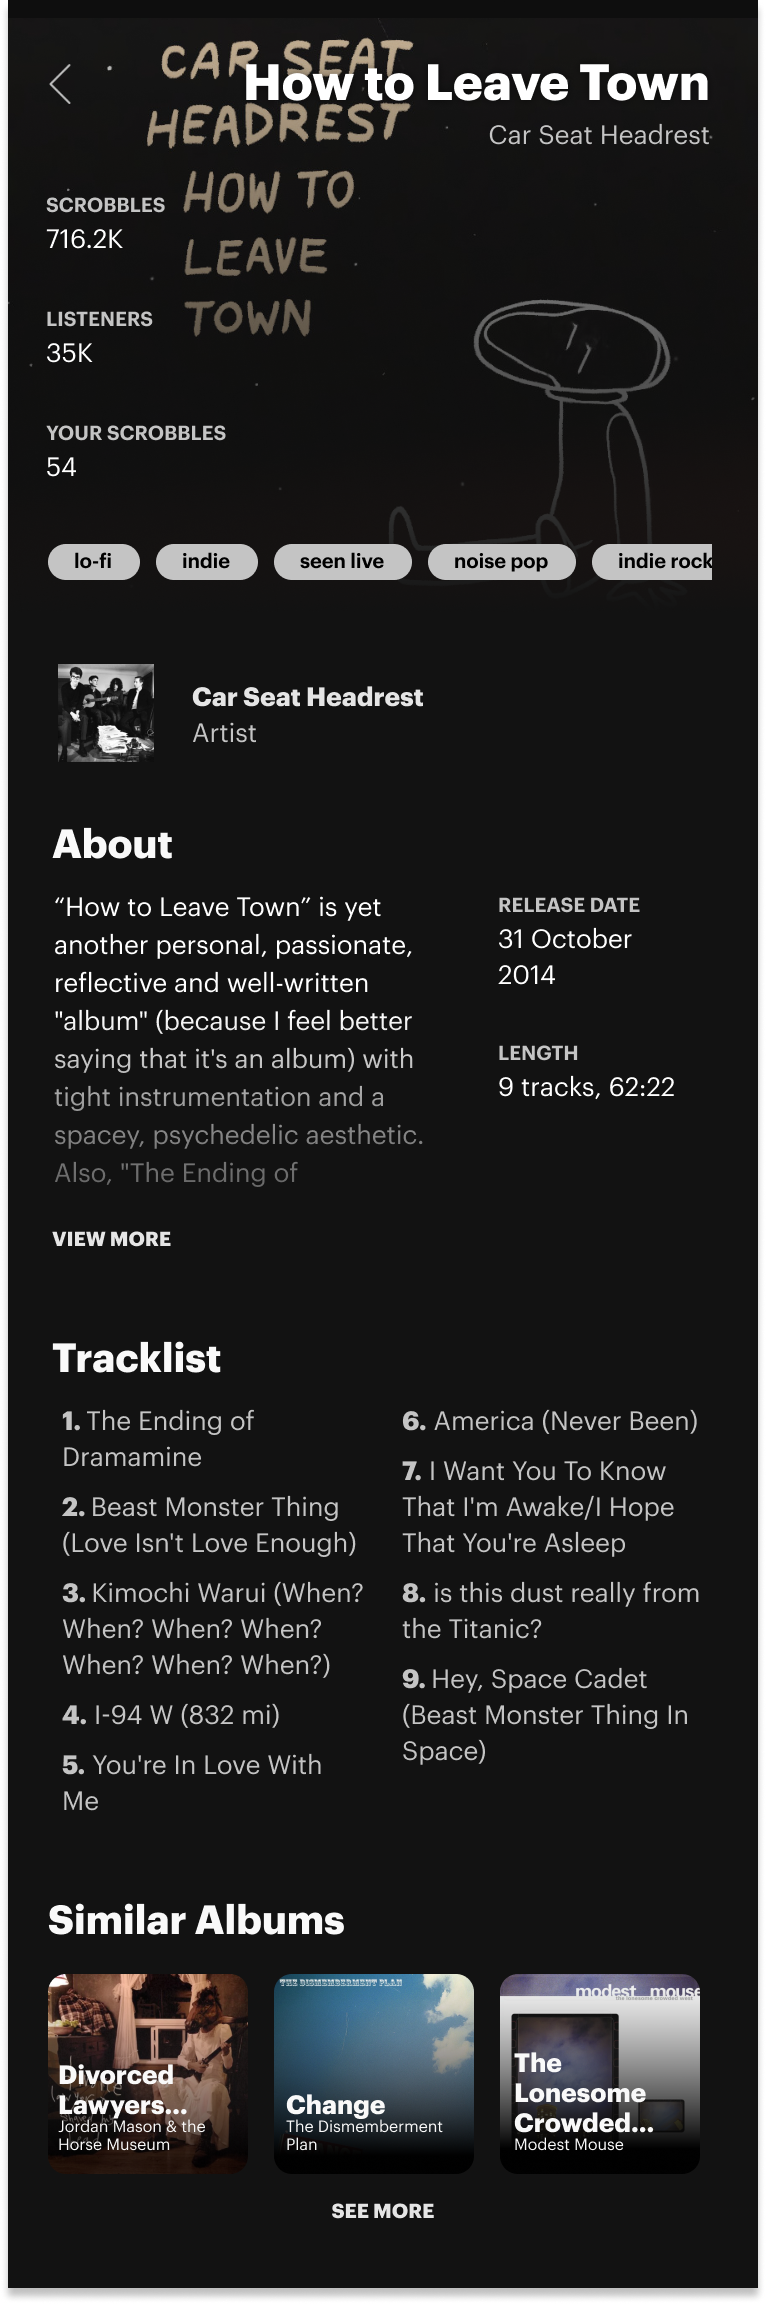 CAR SEAT
HEADREST
HOW TO
LEAVE
TOWN
How to Leave Town
Car Seat Headrest
SCROBBLES
716.2K
LISTENERS
35K
YOUR SCROBBLES
54
lo-fi
indie
seen live
noise pop
indie rock
Car Seat Headrest
Artist
About
“How to Leave Town” is yet
another personal, passionate,
reflective and well-written
"album" (because I feel better
saying that it's an album) with
tight instrumentation and a
spacey, psychedelic aesthetic.
Also, "The Ending of
VIEW MORE
RELEASE DATE
31 October
2014
LENGTH
9 tracks, 62:22
Tracklist
1. The Ending of
Dramamine
2. Beast Monster Thing
(Love Isn't Love Enough)
3. Kimochi Warui (When?
When? When? When?
When? When? When?)
4. I-94 W (832 mi)
5. You're In Love With
Me
6. America (Never Been)
7. I Want You To Know
That I'm Awake/I Hope
That You're Asleep
8. is this dust really from
the Titanic?
9. Hey, Space Cadet
(Beast Monster Thing In
Space)
Similar Albums
Divorced
Lawyers...
Jordan Mason & the
Horse Museum
THE DISMEMBERMENT PLAN
Change
The Dismemberment
Plan
modest mouse
the lonesome crowded west
The
Lonesome
Crowded...
Modest Mouse
SEE MORE